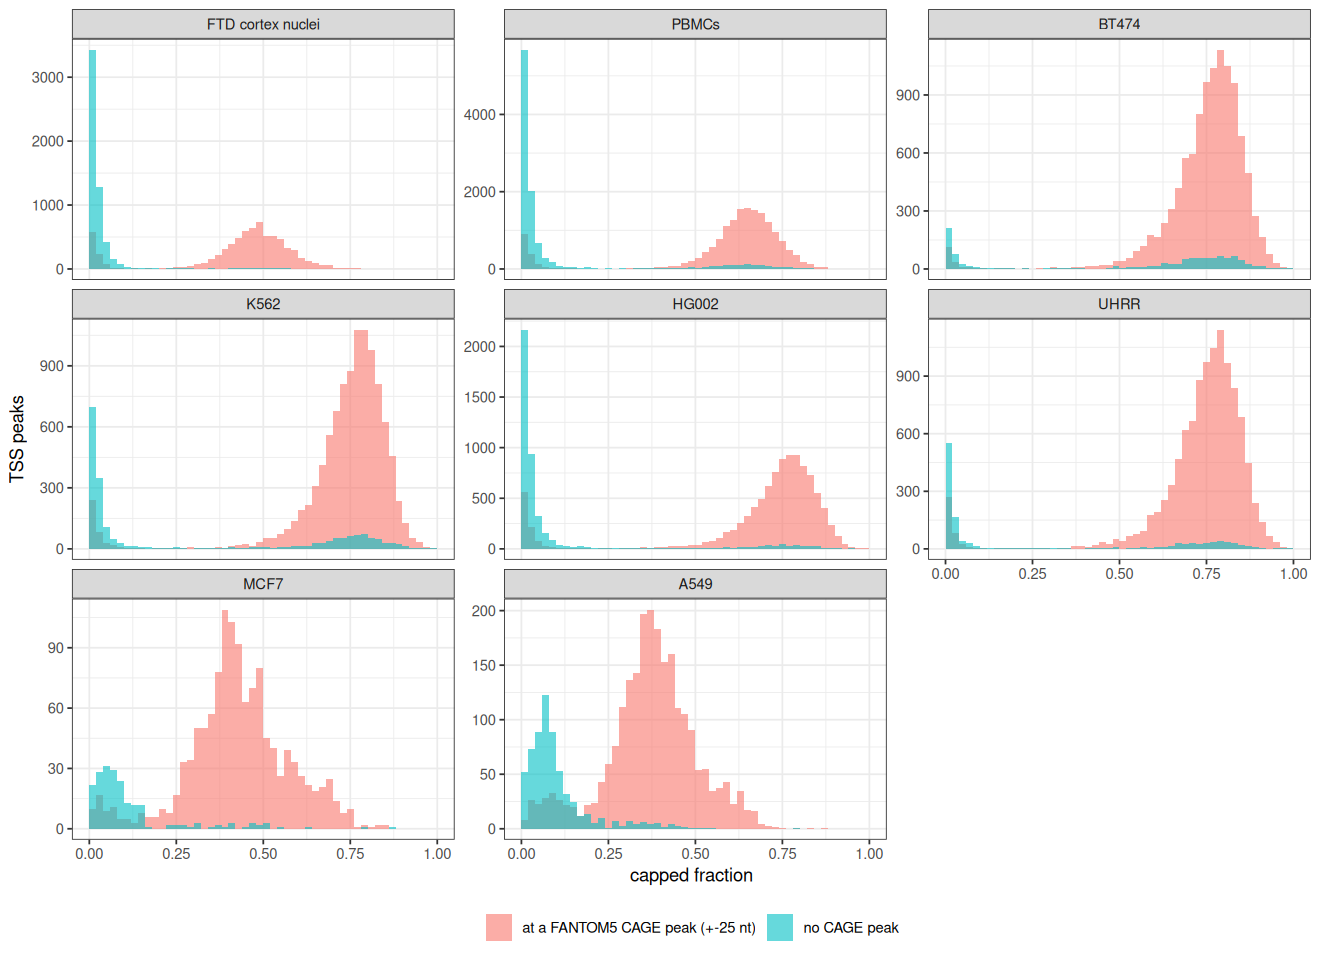 FTD cortex nuclei
PBMCs
BT474
3000
2000
1000
0
4000
2000
0
900
600
300
0
K562
HG002
UHRR
900
600
300
0
2000
1500
1000
500
0
900
600
300
0
0.00 0.25 0.50 0.75 1.00
MCF7
A549
90
60
30
0
200
150
100
50
0
0.00 0.25 0.50 0.75 1.00
0.00 0.25 0.50 0.75 1.00
TSS peaks
capped fraction
at a FANTOM5 CAGE peak (+-25 nt)
no CAGE peak